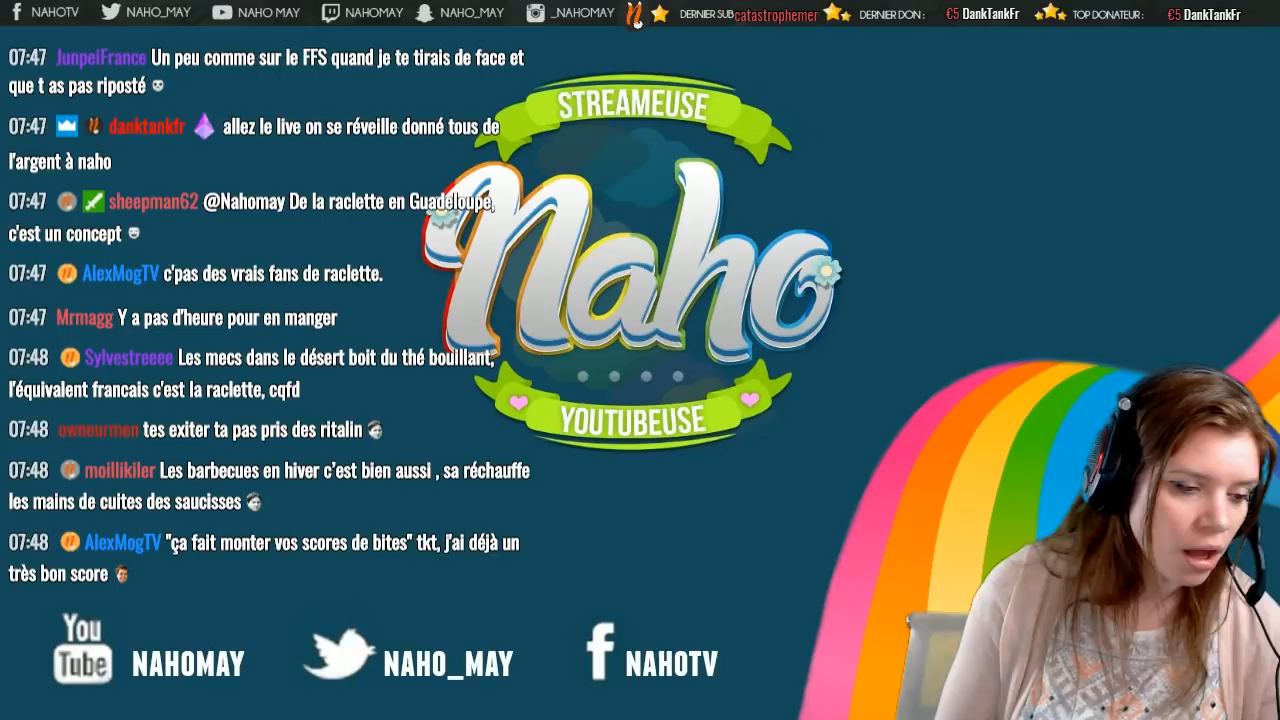 NAHOTV NAHO_MAY NAHO MAY NAHOMAY NAHO_MAY _NAHOMAY DERNIER SUB catastrophemer DERNIER DON : €5 DankTankFr TOP DONATEUR : €5 DankTankFr
07:47 JunpeiFrance Un peu comme sur le FFS quand je te tirais de face et
que t as pas riposté
07:47 danktankfr allez le live on se réveille donné tous de
l'argent à naho
07:47 sheepman62 @Nahomay De la raclette en Guadeloupe,
c'est un concept
07:47 AlexMogTV c'pas des vrais fans de raclette.
07:47 Mrmagg Y a pas d'heure pour en manger
07:48 Sylvestreeee Les mecs dans le désert boit du thé bouillant,
l'équivalent francais c'est la raclette, cqfd
07:48 owneurmen tes exiter ta pas pris des ritalin
07:48 moillikiler Les barbecues en hiver c'est bien aussi , sa réchauffe
les mains de cuites des saucisses
07:48 AlexMogTV "ça fait monter vos scores de bites" tkt, j'ai déjà un
très bon score
STREAMEUSE
Naho
YOUTUBEUSE
You
Tube NAHOMAY NAHO_MAY f NAHOTV